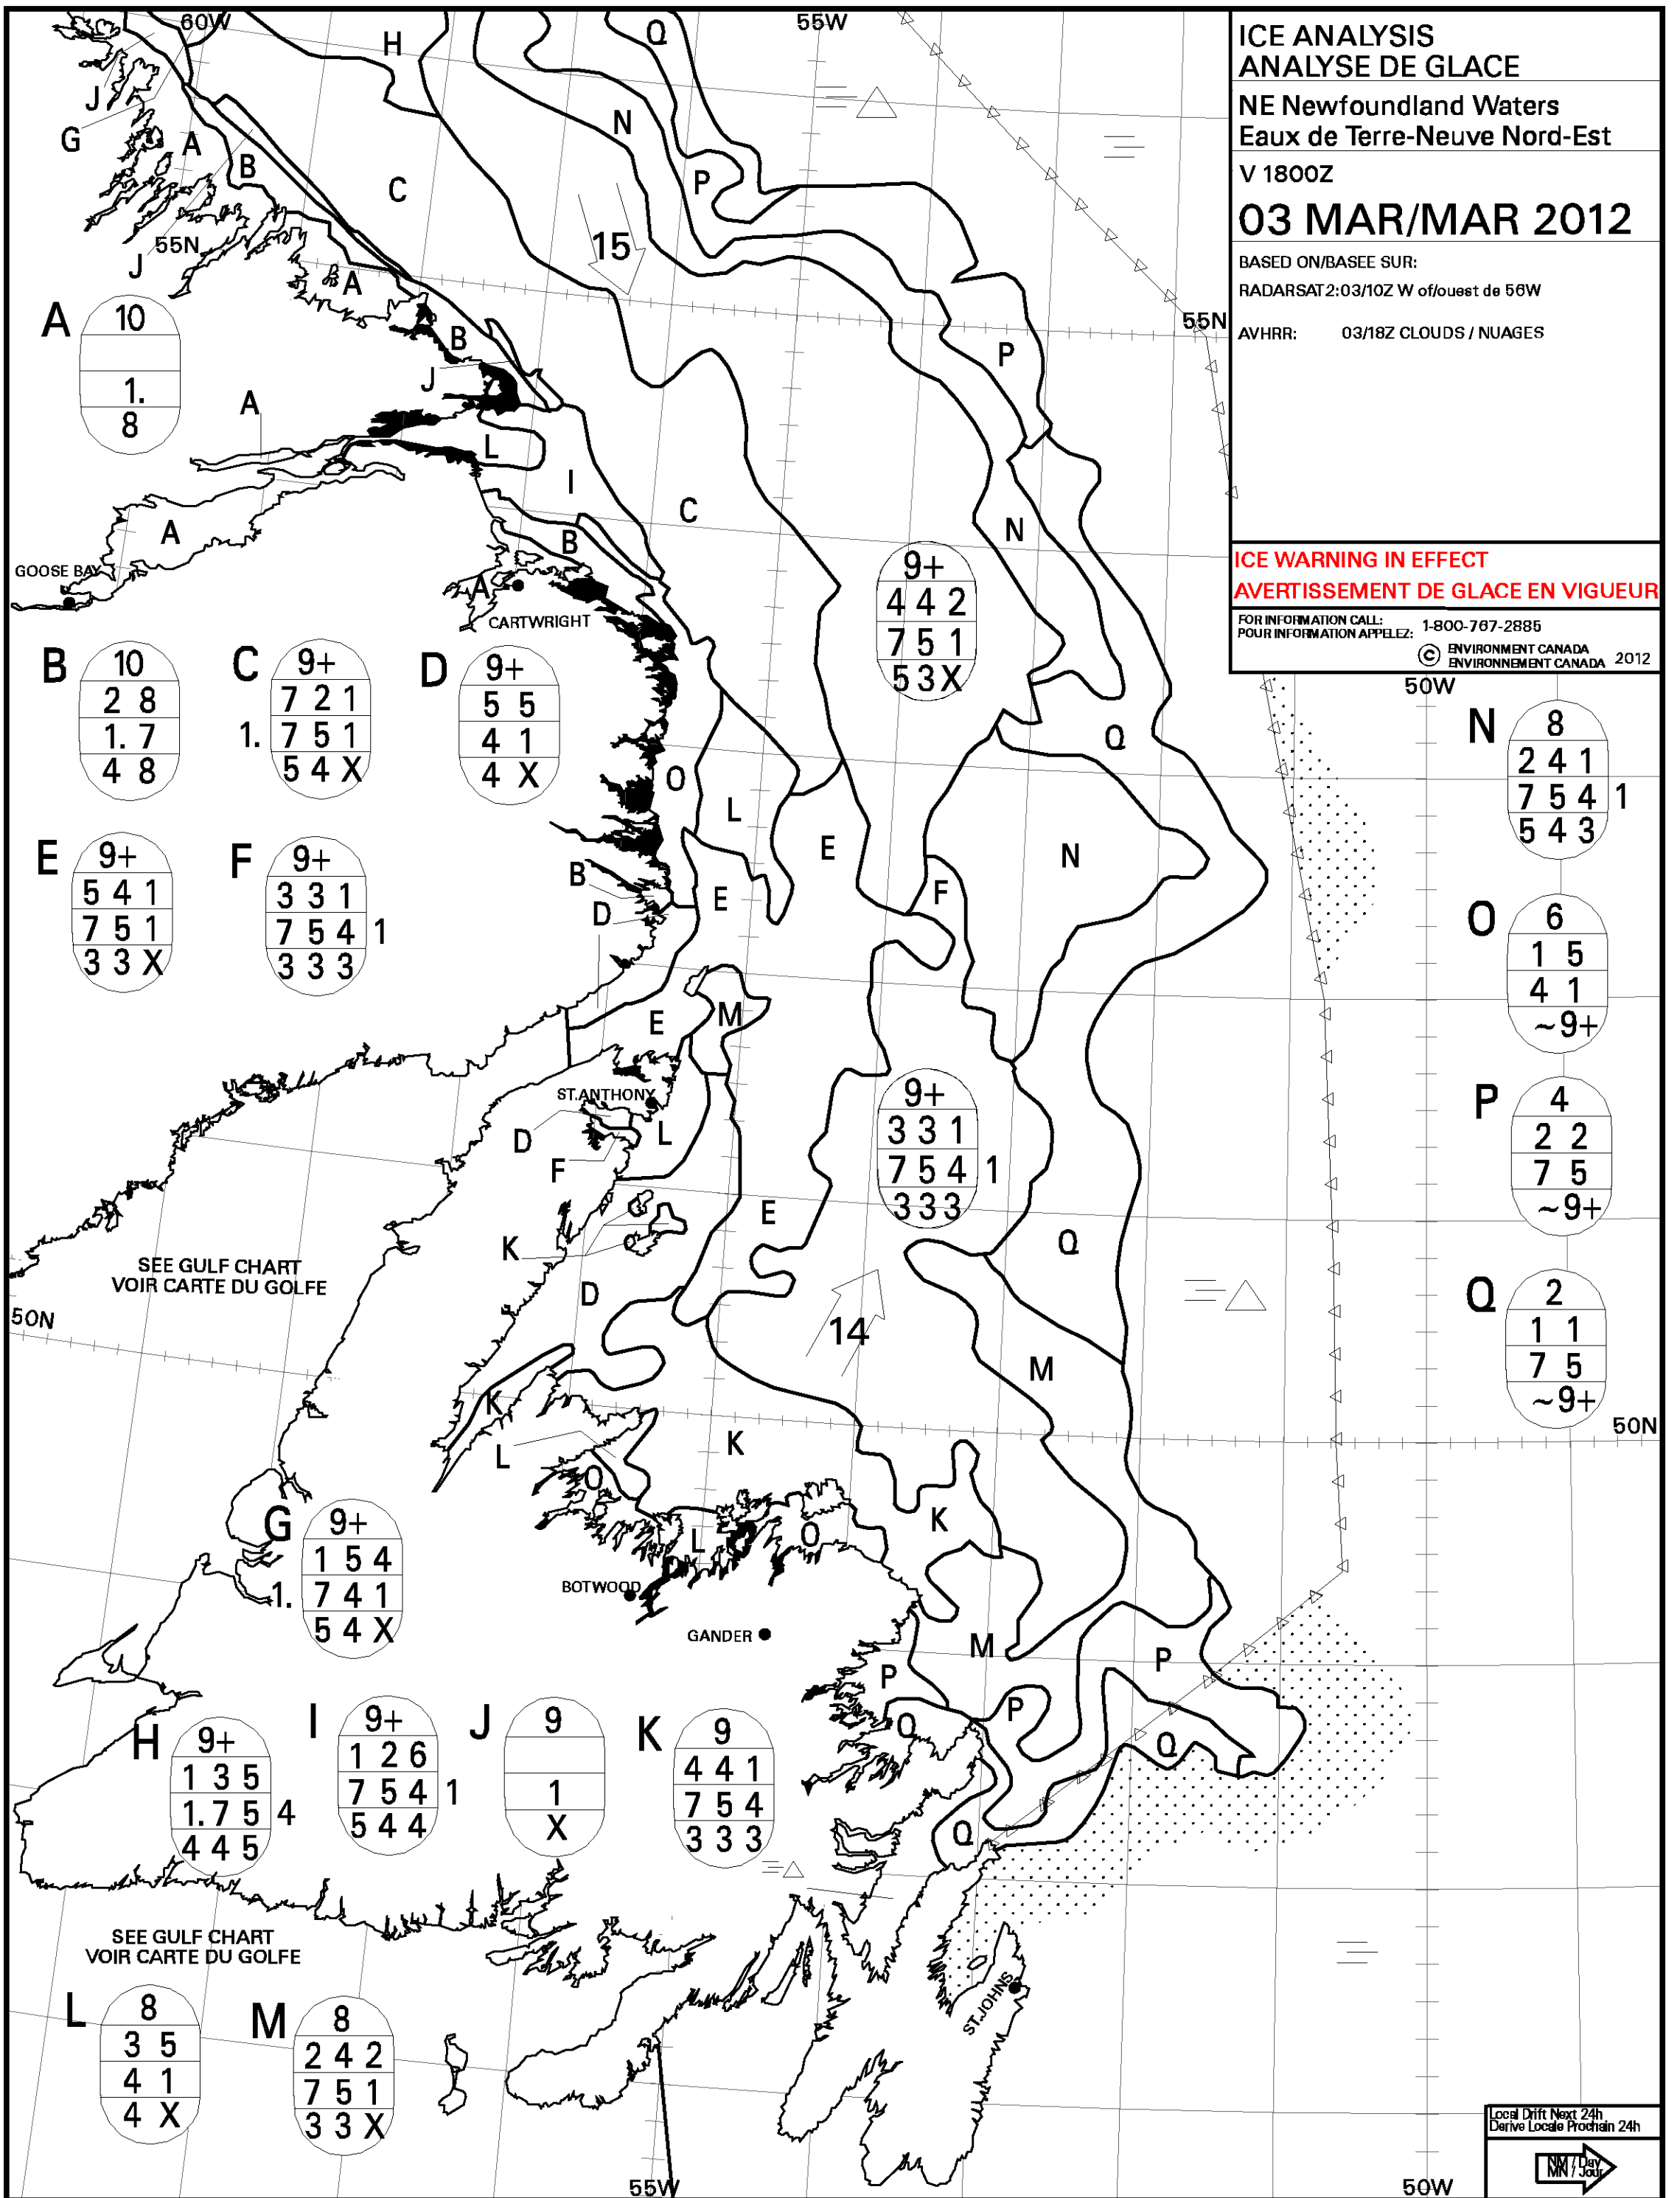 60W
55W
H
Q
J
G
A
B
C
N
P
15
55N
J
A
B
J
P
55N
ICE ANALYSIS
ANALYSE DE GLACE
NE Newfoundland Waters
Eaux de Terre-Neuve Nord-Est
V 1800Z
03 MAR/MAR 2012
BASED ON/BASEE SUR:
RADARSAT2:03/10Z W of/ouest de 56W
AVHRR: 03/18Z CLOUDS / NUAGES
ICE WARNING IN EFFECT
AVERTISSEMENT DE GLACE EN VIGUEUR
FOR INFORMATION CALL:
POUR INFORMATION APPELEZ: 1-800-767-2885
© ENVIRONMENT CANADA
ENVIRONNEMENT CANADA 2012
50W
A
10
1.
8
A
L
I
C
A
B
N
GOOSE BAY
A
CARTWRIGHT
9+
4 4 2
7 5 1
5 3 X
B
10
2 8
1. 7
4 8
C
9+
7 2 1
1. 7 5 1
5 4 X
D
9+
5 5
4 1
4 X
Q
O
L
E
N
N
8
2 4 1
7 5 4 1
5 4 3
E
9+
5 4 1
7 5 1
3 3 X
F
9+
3 3 1
7 5 4 1
3 3 3
B
D
E
F
O
6
1 5
4 1
~9+
E
M
ST.ANTHONY
D
L
F
9+
3 3 1
7 5 4 1
3 3 3
P
4
2 2
7 5
~9+
E
K
Q
SEE GULF CHART
VOIR CARTE DU GOLFE
D
50N
14
M
Q
2
1 1
7 5
~9+
50N
K
L
K
O
K
L
O
G
9+
1 5 4
1. 7 4 1
5 4 X
BOTWOOD
GANDER
M
P
P
P
Q
Q
H
9+
1 3 5
1. 7 5 4
4 4 5
I
9+
1 2 6
7 5 4 1
5 4 4
J
9
1
X
K
9
4 4 1
7 5 4
3 3 3
Q
SEE GULF CHART
VOIR CARTE DU GOLFE
ST.JOHNS
L
8
3 5
4 1
4 X
M
8
2 4 2
7 5 1
3 3 X
Local Drift Next 24h
Derive Locale Prochain 24h
NM / Day
MN / Jour
55W
50W